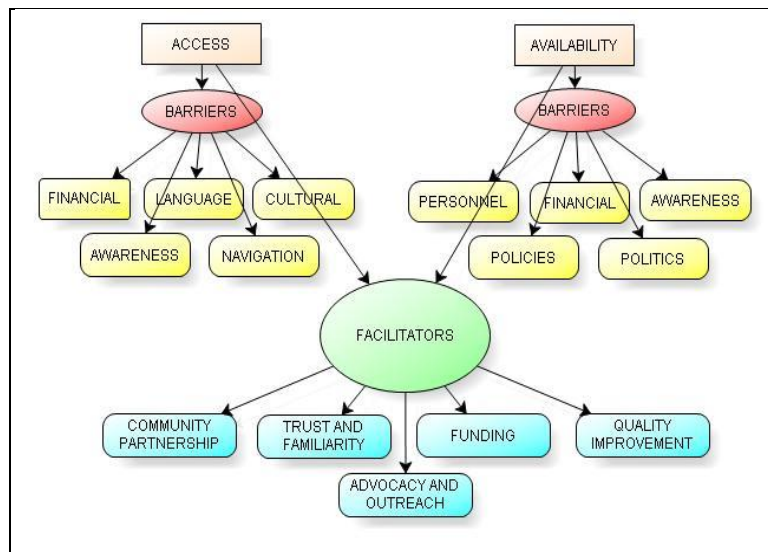 ACCESS
AVAILABILITY
BARRIERS
BARRIERS
FINANCIAL
LANGUAGE
CULTURAL
AWARENESS
NAVIGATION
PERSONNEL
FINANCIAL
AWARENESS
POLICIES
POLITICS
FACILITATORS
COMMUNITY
PARTNERSHIP
TRUST AND
FAMILIARITY
FUNDING
QUALITY
IMPROVEMENT
ADVOCACY AND
OUTREACH